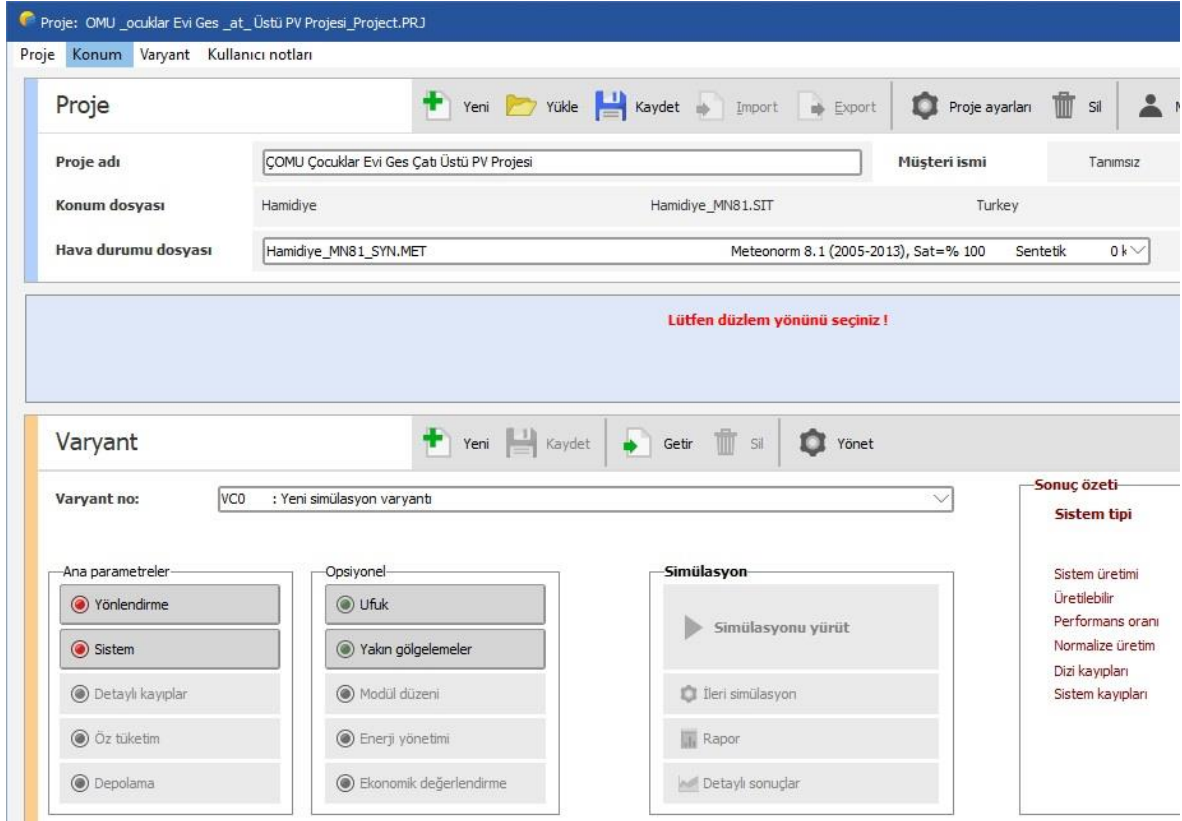 Proje: OMU _ocuklar Evi Ges _at_ Üstü PV Projesi_Project.PRJ
Proje Konum Varyant Kullanıcı notları
Proje Yeni Yükle Kaydet Import Export Proje ayarları Sil
Proje adı ÇOMU Çocuklar Evi Ges Çatı Üstü PV Projesi Müşteri ismi Tanımsız
Konum dosyası Hamidiye Hamidiye_MN81.SIT Turkey
Hava durumu dosyası Hamidiye_MN81_SYN.MET Meteonorm 8.1 (2005-2013), Sat=% 100 Sentetik 0 k
Lütfen düzlem yönünü seçiniz !
Varyant Yeni Kaydet Getir Sil Yönet
Varyant no: VC0 : Yeni simülasyon varyantı
Sonuç özeti
Sistem tipi
Ana parametreler
Yönlendirme
Sistem
Detaylı kayıplar
Öz tüketim
Depolama
Opsiyonel
Ufuk
Yakın gölgelemeler
Modül düzeni
Enerji yönetimi
Ekonomik değerlendirme
Simülasyon
Simülasyonu yürüt
İleri simülasyon
Rapor
Detaylı sonuçlar
Sistem üretimi
Üretilebilir
Performans oranı
Normalize üretim
Dizi kayıpları
Sistem kayıpları